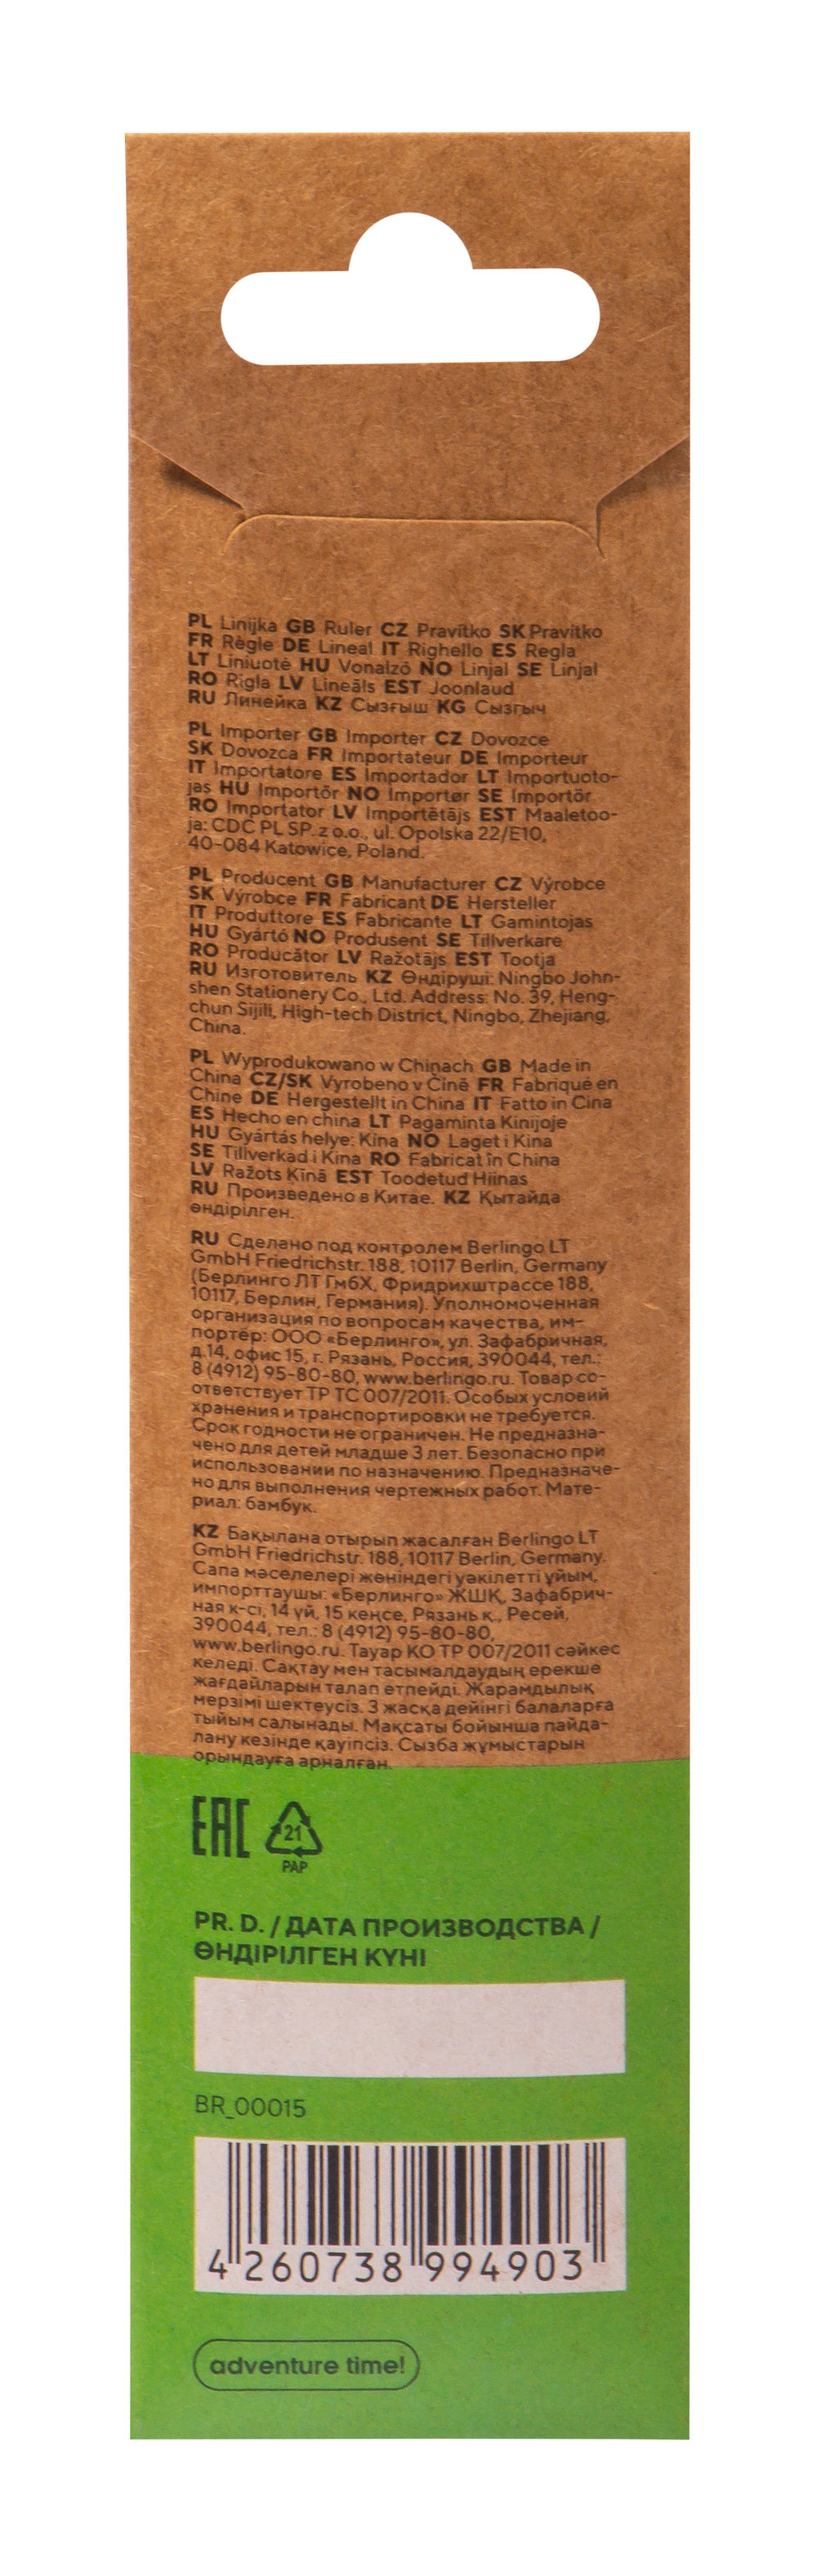 PL Linijka GB Ruler CZ Pravítko SK Pravítko
FR Règle DE Lineal IT Righello ES Regla
LT Liniuotė HU Vonalzó NO Linjal SE Linjal
RO Rigla LV Lineāls EST Joonlaud
RU Линейка KZ Сызғыш KG Сызгыч
PL Importer GB Importer CZ Dovozce
SK Dovozca FR Importateur DE Importeur
IT Importatore ES Importador LT Importuoto-
jas HU Importőr NO Importør SE Importör
RO Importator LV Importētājs EST Maaletoo-
ja: CDC PL SP. z o.o., ul. Opolska 22/E10,
40-084 Katowice, Poland.
PL Producent GB Manufacturer CZ Výrobce
SK Výrobce FR Fabricant DE Hersteller
IT Produttore ES Fabricante LT Gamintojas
HU Gyártó NO Produsent SE Tillverkare
RO Producător LV Ražotājs EST Tootja
RU Изготовитель KZ Өндіруші: Ningbo John-
shen Stationery Co., Ltd. Address: No. 39, Heng-
chun Sijili, High-tech District, Ningbo, Zhejiang,
China.
PL Wyprodukowano w Chinach GB Made in
China CZ/SK Vyrobeno v Číně FR Fabriqué en
Chine DE Hergestellt in China IT Fatto in Cina
ES Hecho en china LT Pagaminta Kinijoje
HU Gyártás helye: Kína NO Laget i Kina
SE Tillverkad i Kina RO Fabricat în China
LV Ražots Ķīnā EST Toodetud Hiinas
RU Произведено в Китае. KZ Қытайда
өндірілген.
RU Сделано под контролем Berlingo LT
GmbH Friedrichstr. 188, 10117 Berlin, Germany
(Берлинго ЛТ ГмбХ, Фридрихштрассе 188,
10117, Берлин, Германия). Уполномоченная
организация по вопросам качества, им-
портёр: ООО «Берлинго», ул. Зафабричная,
д.14, офис 15, г. Рязань, Россия, 390044, тел.:
8 (4912) 95-80-80, www.berlingo.ru. Товар со-
ответствует ТР ТС 007/2011. Особых условий
хранения и транспортировки не требуется.
Срок годности не ограничен. Не предназна-
чено для детей младше 3 лет. Безопасно при
использовании по назначению. Предназначе-
но для выполнения чертежных работ. Мате-
риал: бамбук.
KZ Бақылана отырып жасалған Berlingo LT
GmbH Friedrichstr. 188, 10117 Berlin, Germany.
Сапа мәселелері жөніндегі уәкілетті ұйым,
импорттаушы: «Берлинго» ЖШҚ, Зафабрич-
ная к-сі, 14 үй, 15 кеңсе, Рязань қ., Ресей,
390044, тел.: 8 (4912) 95-80-80,
www.berlingo.ru. Тауар КО ТР 007/2011 сәйкес
келеді. Сақтау мен тасымалдаудың ерекше
жағдайларын талап етпейді. Жарамдылық
мерзімі шектеусіз. 3 жасқа дейінгі балаларға
тыйым салынады. Мақсаты бойынша пайда-
лану кезінде қауіпсіз. Сызба жұмыстарын
орындауға арналған.
EAC 21
PAP
PR. D. / ДАТА ПРОИЗВОДСТВА /
ӨНДІРІЛГЕН КҮНІ
BR_00015
4 260738 994903
adventure time!